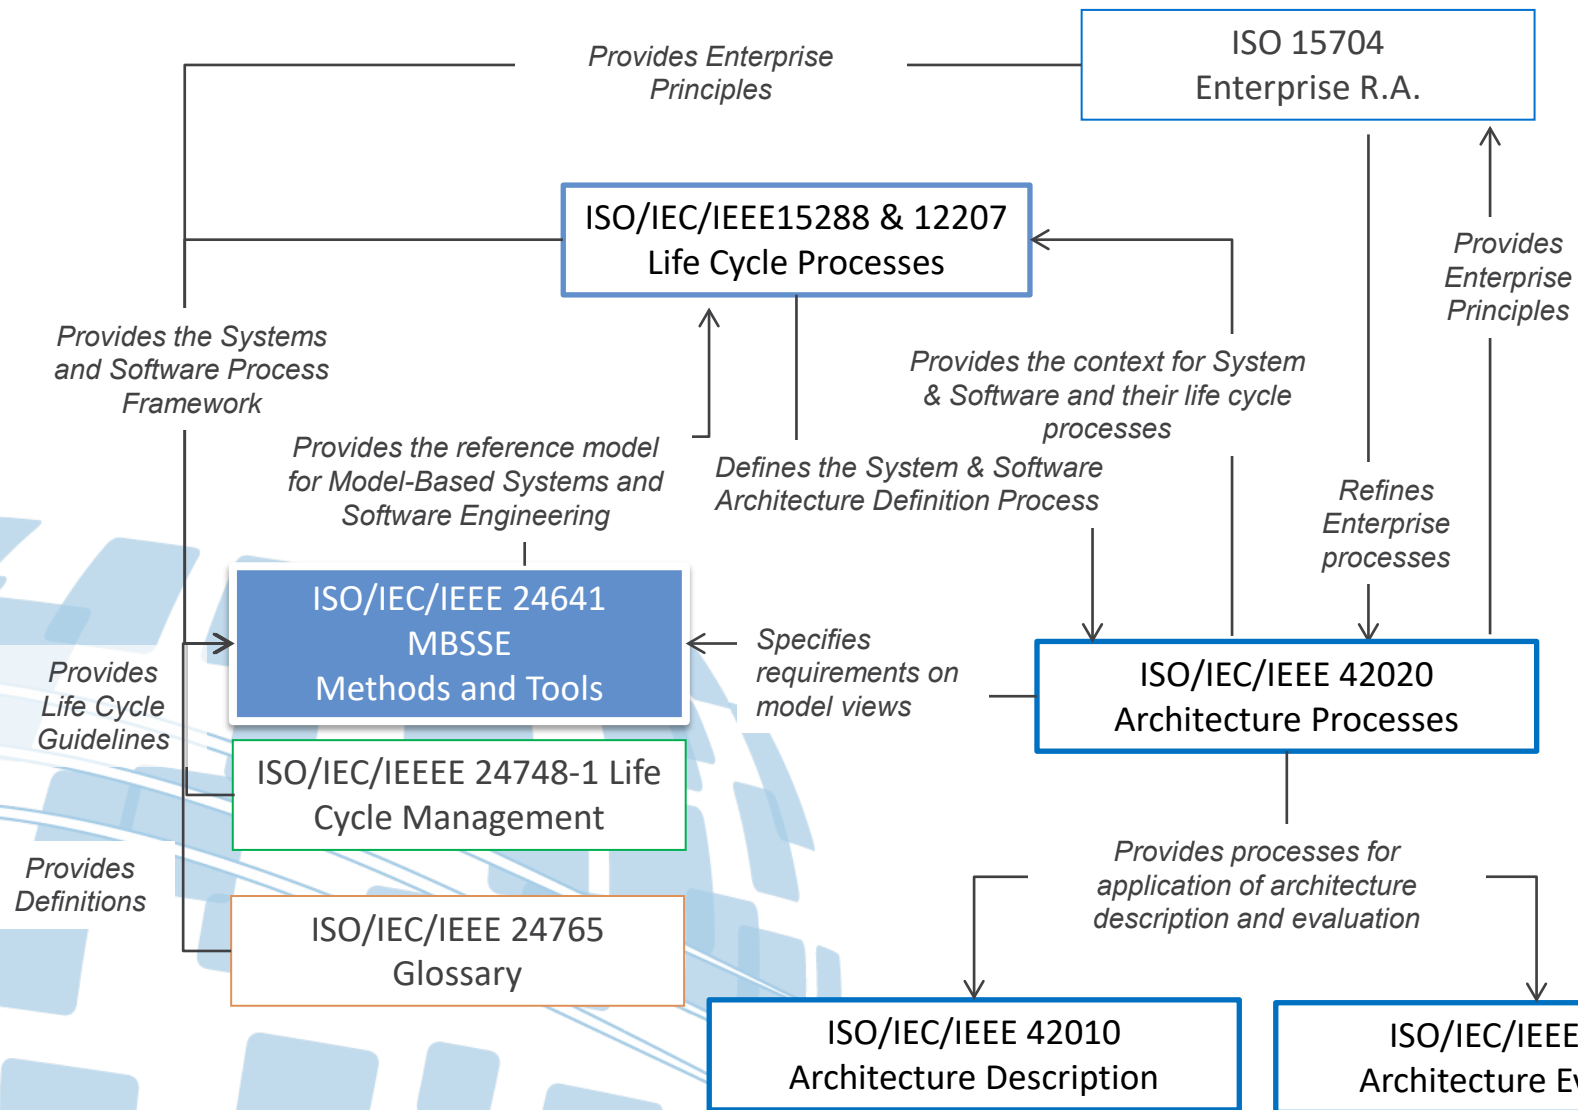 Provides Enterprise
Principles
ISO 15704
Enterprise R.A.
ISO/IEC/IEEE15288 & 12207
Life Cycle Processes
Provides
Enterprise
Principles
Provides the Systems
and Software Process
Framework
Provides the context for System
& Software and their life cycle
processes
Provides the reference model
for Model-Based Systems and
Software Engineering
Defines the System & Software
Architecture Definition Process
Refines
Enterprise
processes
ISO/IEC/IEEE 24641
MBSSE
Methods and Tools
Specifies
requirements on
model views
ISO/IEC/IEEE 42020
Architecture Processes
Provides
Life Cycle
Guidelines
ISO/IEC/IEEEE 24748-1 Life
Cycle Management
Provides
Definitions
ISO/IEC/IEEE 24765
Glossary
Provides processes for
application of architecture
description and evaluation
ISO/IEC/IEEE 42010
Architecture Description
ISO/IEC/IEEE
Architecture